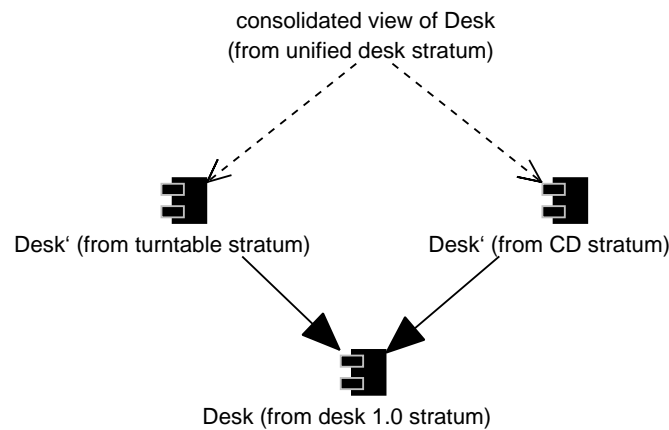 consolidated view of Desk
(from unified desk stratum)
Desk‘ (from turntable stratum)
Desk‘ (from CD stratum)
Desk (from desk 1.0 stratum)